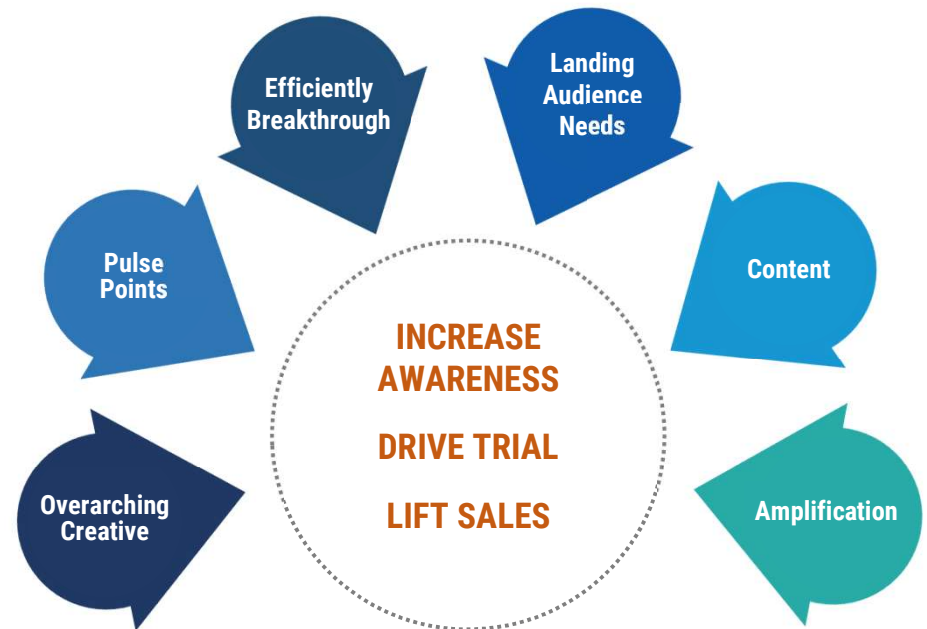 Efficiently
Breakthrough
Landing
Audience
Needs
Pulse
Points
Content
INCREASE
AWARENESS
DRIVE TRIAL
LIFT SALES
Overarching
Creative
Amplification